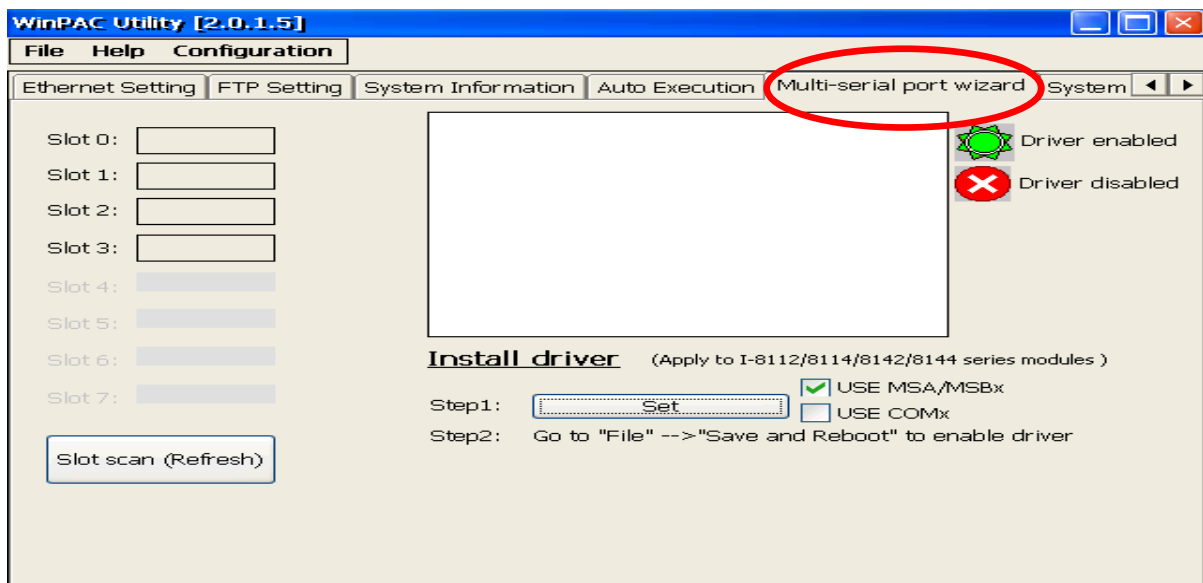 WinPAC Utility [2.0.1.5]
File Help Configuration
Ethernet Setting FTP Setting System Information Auto Execution Multi-serial port wizard System
Slot 0:
Slot 1:
Slot 2:
Slot 3:
Slot 4:
Slot 5:
Slot 6:
Slot 7:
Slot scan (Refresh)
Driver enabled
Driver disabled
Install driver (Apply to I-8112/8114/8142/8144 series modules )
Step1: Set
USE MSA/MSBx
USE COMx
Step2: Go to "File" -->"Save and Reboot" to enable driver